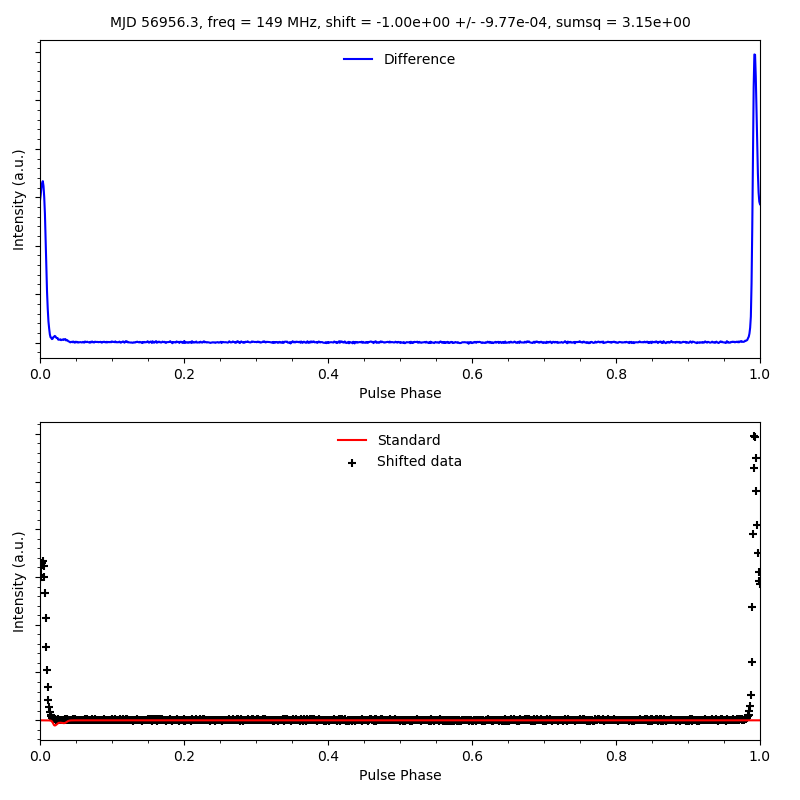 MJD 56956.3, freq = 149 MHz, shift = -1.00e+00 +/- -9.77e-04, sumsq = 3.15e+00
Difference
Intensity (a.u.)
0.0 0.2 0.4 0.6 0.8 1.0
Pulse Phase
Standard
Shifted data
Intensity (a.u.)
0.0 0.2 0.4 0.6 0.8 1.0
Pulse Phase